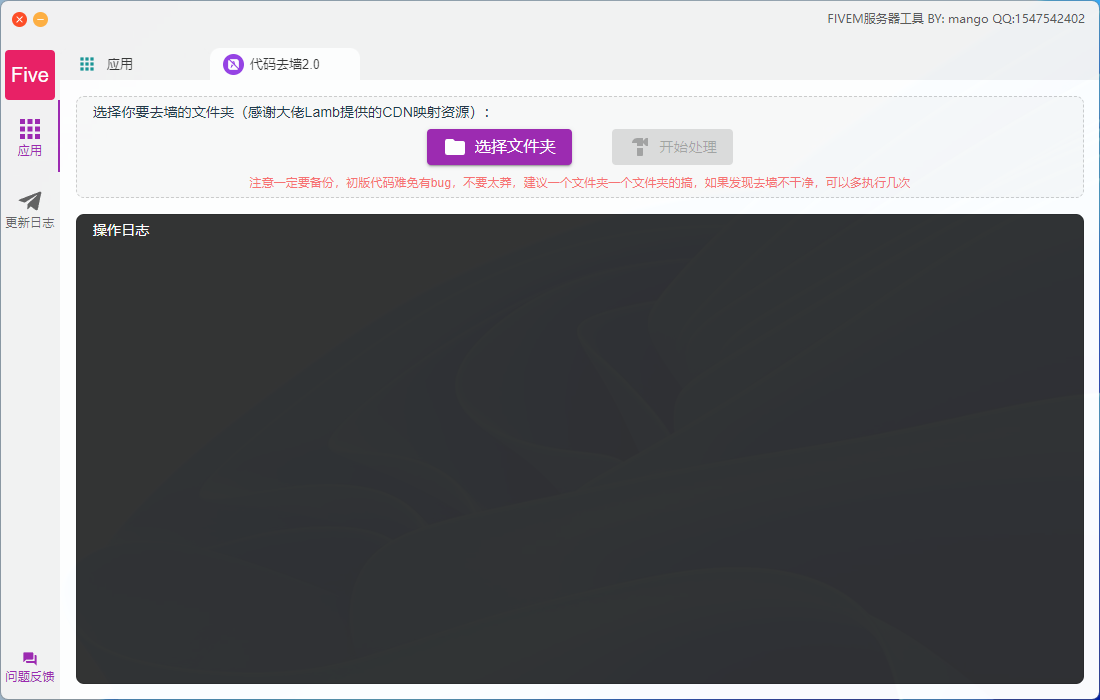 FIVEM服务器工具 BY: mango QQ:1547542402
Five
应用
代码去墙2.0
应用
更新日志
问题反馈
选择你要去墙的文件夹（感谢大佬Lamb提供的CDN映射资源）：
选择文件夹
开始处理
注意一定要备份，初版代码难免有bug，不要太莽，建议一个文件夹一个文件夹的搞，如果发现去墙不干净，可以多执行几次
操作日志